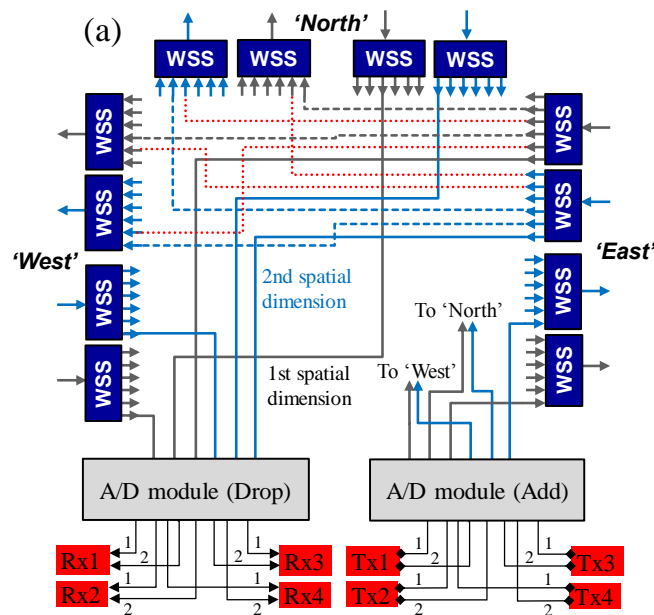 (a)
'North'
WSS WSS WSS WSS
WSS
WSS
WSS
WSS
'West'
'East'
WSS
WSS
WSS
WSS
2nd spatial
dimension
To 'North'
To 'West'
1st spatial
dimension
A/D module (Drop)
A/D module (Add)
1 1 1 1
Rx1 2 2 Rx3 Tx1 2 2 Tx3
1 1 1 1
Rx2 Rx4 Tx2 Tx4
2 2 2 2